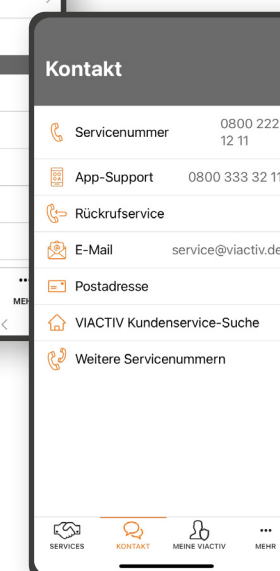 Kontakt
Servicenummer
0800 222
12 11
App-Support
0800 333 32 11
Rückrufservice
E-Mail
service@viactiv.de
Postadresse
VIACTIV Kundenservice-Suche
Weitere Servicenummern
SERVICES
KONTAKT
MEINE VIACTIV
MEHR